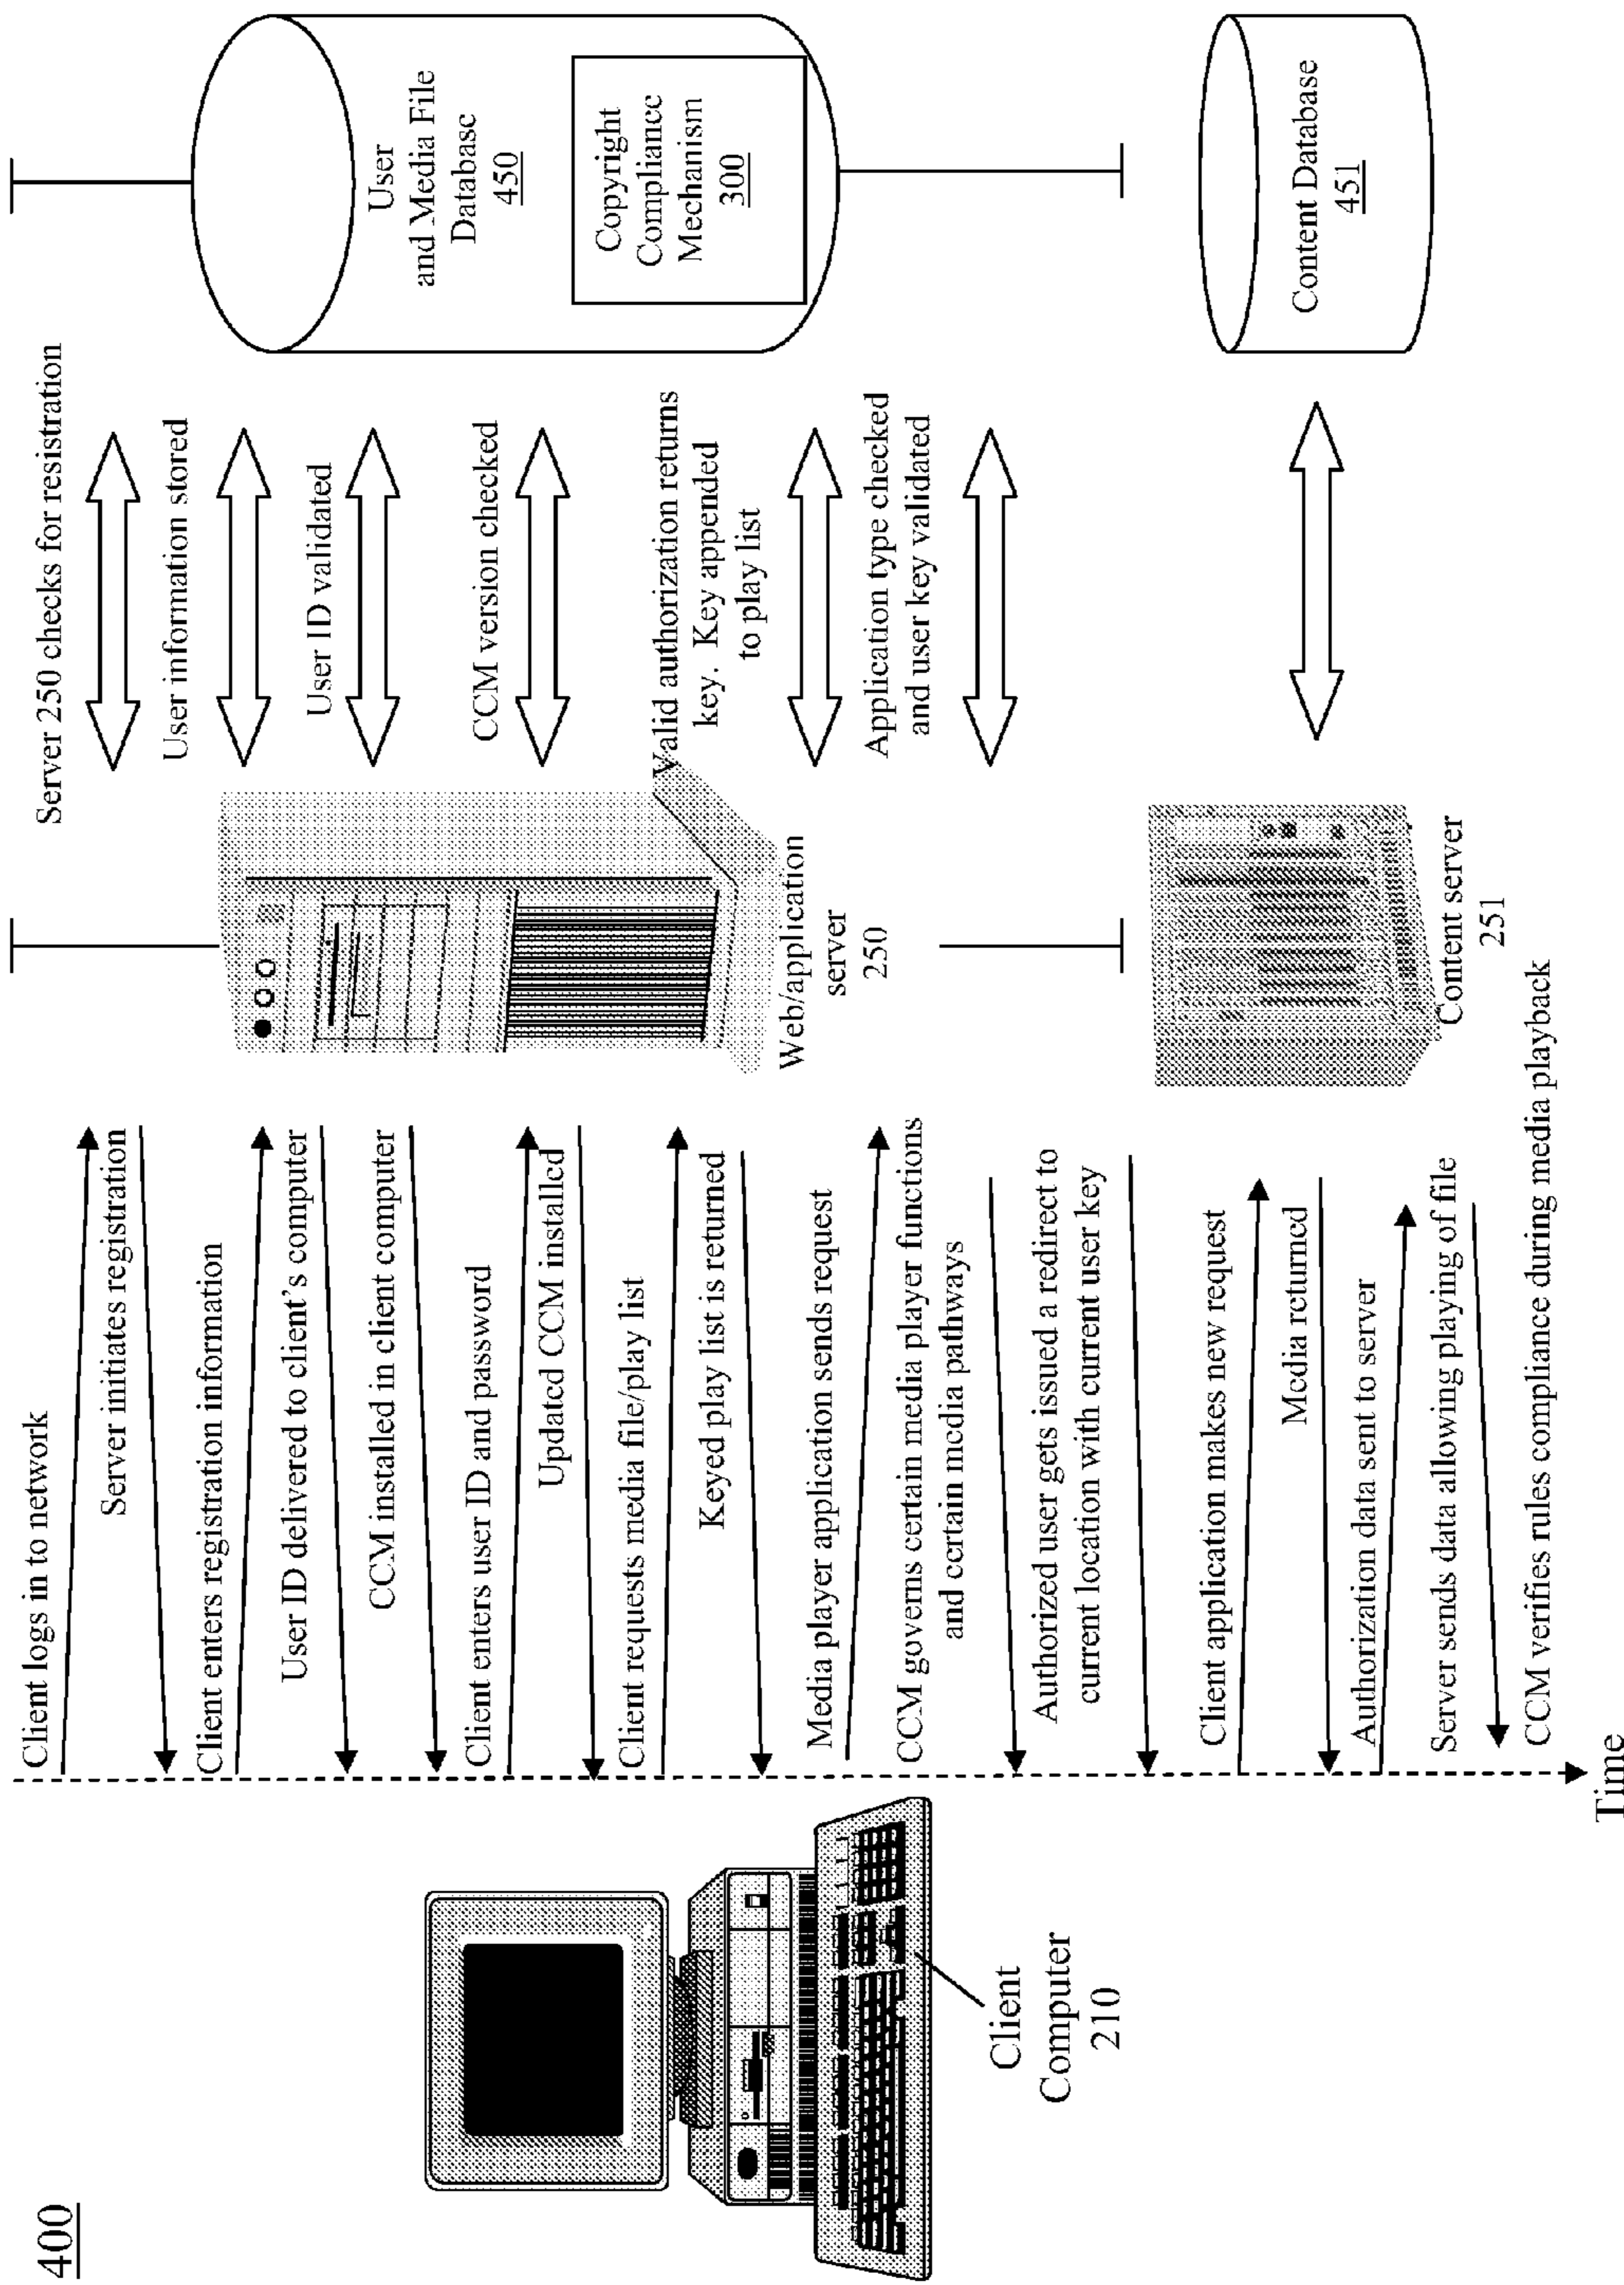 400
Client
Computer
210
Client logs in to network
Server initiates registration
Client enters registration information
User ID delivered to client's computer
CCM installed in client computer
Client enters user ID and password
Updated CCM installed
Client requests media file/play list
Keyed play list is returned
Media player application sends request
CCM governs certain media player functions
and certain media pathways
Authorized user gets issued a redirect to
current location with current user key
Client application makes new request
Media returned
Authorization data sent to server
Server sends data allowing playing of file
CCM verifies rules compliance during media playback
Time
Web/application
server
250
Content server
251
Server 250 checks for resistration
User information stored
User ID validated
CCM version checked
Valid authorization returns
key. Key appended
to play list
Application type checked
and user key validated
User
and Media File
Database
450
Copyright
Compliance
Mechanism
300
Content Database
451